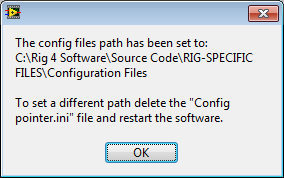 The config files path has been set to:
C:\Rig 4 Software\Source Code\RIG-SPECIFIC
FILES\Configuration Files
To set a different path delete the "Config
pointer.ini" file and restart the software.
OK